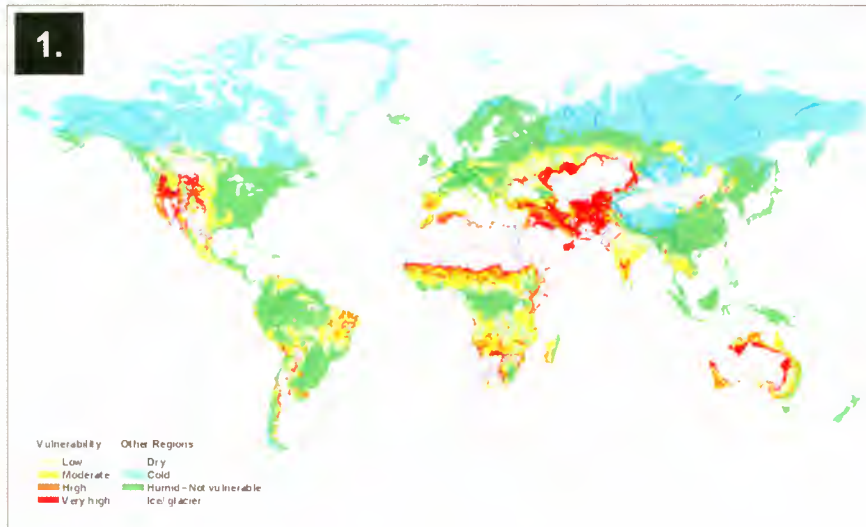 1.
Vulnerability Other Regions
Low Dry
Moderate Cold
High Humid - Not vulnerable
Very high Ice/ glacier